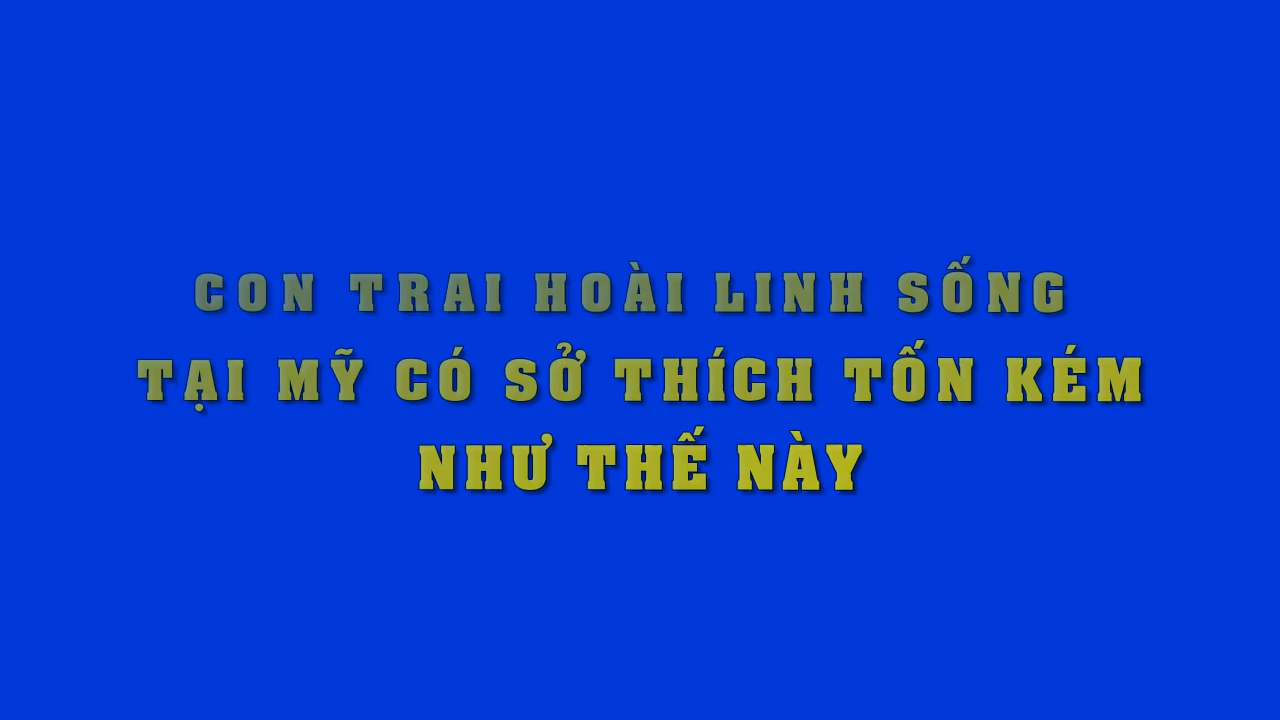 CON TRAI HOÀI LINH SỐNG
TẠI MỸ CÓ SỞ THÍCH TỐN KÉM
NHƯ THẾ NÀY